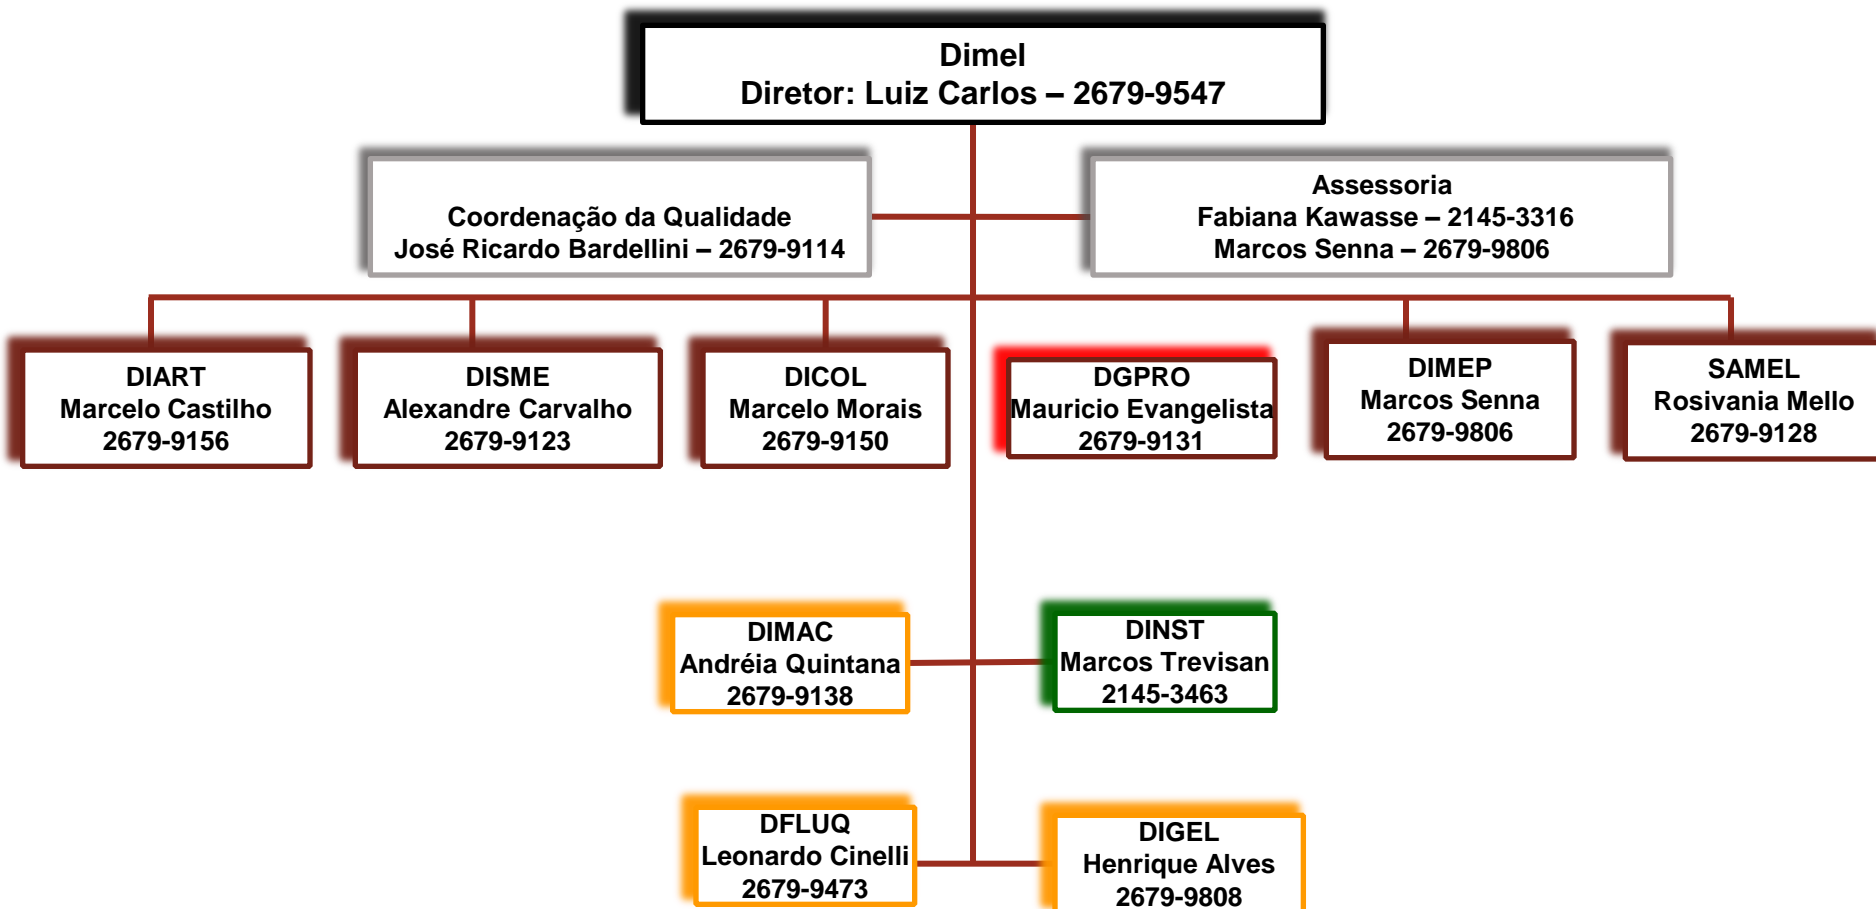 Dimel
Diretor: Luiz Carlos – 2679-9547
Coordenação da Qualidade
José Ricardo Bardellini – 2679-9114
Assessoria
Fabiana Kawasse – 2145-3316
Marcos Senna – 2679-9806
DIART
Marcelo Castilho
2679-9156
DISME
Alexandre Carvalho
2679-9123
DICOL
Marcelo Morais
2679-9150
DGPRO
Mauricio Evangelista
2679-9131
DIMEP
Marcos Senna
2679-9806
SAMEL
Rosivania Mello
2679-9128
DIMAC
Andréia Quintana
2679-9138
DINST
Marcos Trevisan
2145-3463
DFLUQ
Leonardo Cinelli
2679-9473
DIGEL
Henrique Alves
2679-9808